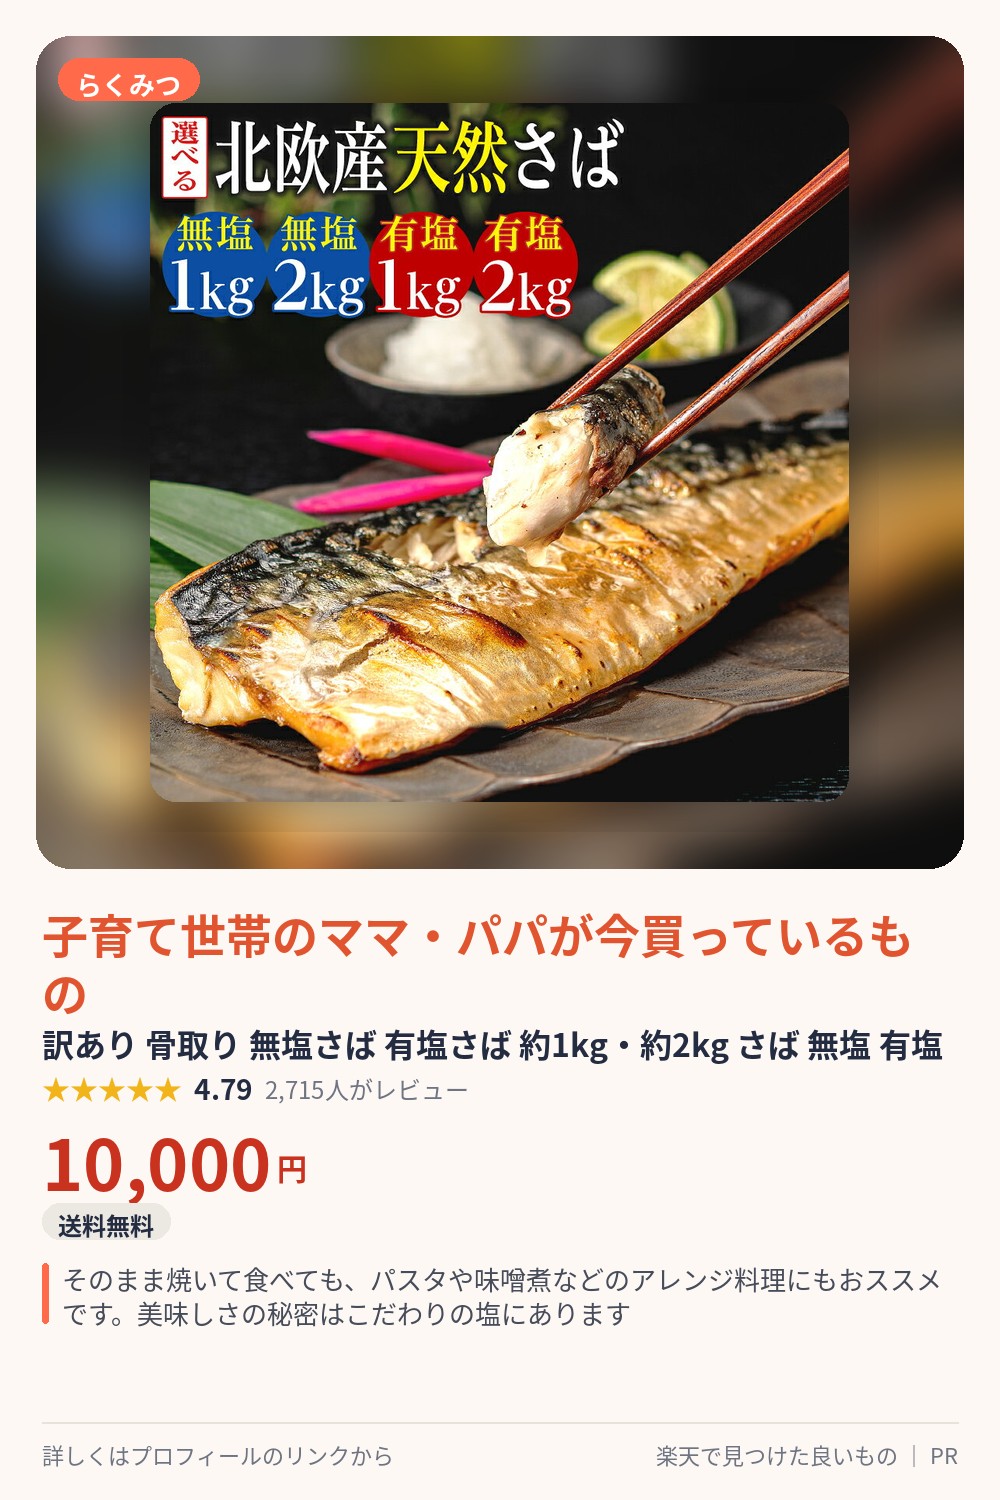 らくみつ
選べる 北欧産天然さば
無塩 無塩 有塩 有塩
1kg 2kg 1kg 2kg
子育て世帯のママ・パパが今買っているも
の
訳あり 骨取り 無塩さば 有塩さば 約1kg・約2kg さば 無塩 有塩
★★★★★ 4.79 2,715人がレビュー
10,000円
送料無料
そのまま焼いて食べても、パスタや味噌煮などのアレンジ料理にもおススメ
です。美味しさの秘密はこだわりの塩にあります
詳しくはプロフィールのリンクから
楽天で見つけた良いもの｜PR